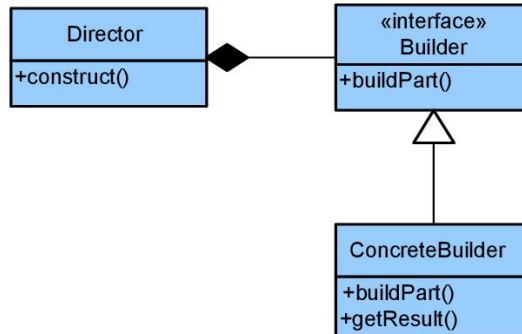 Director
+construct()
«interface»
Builder
+buildPart()
ConcreteBuilder
+buildPart()
+getResult()